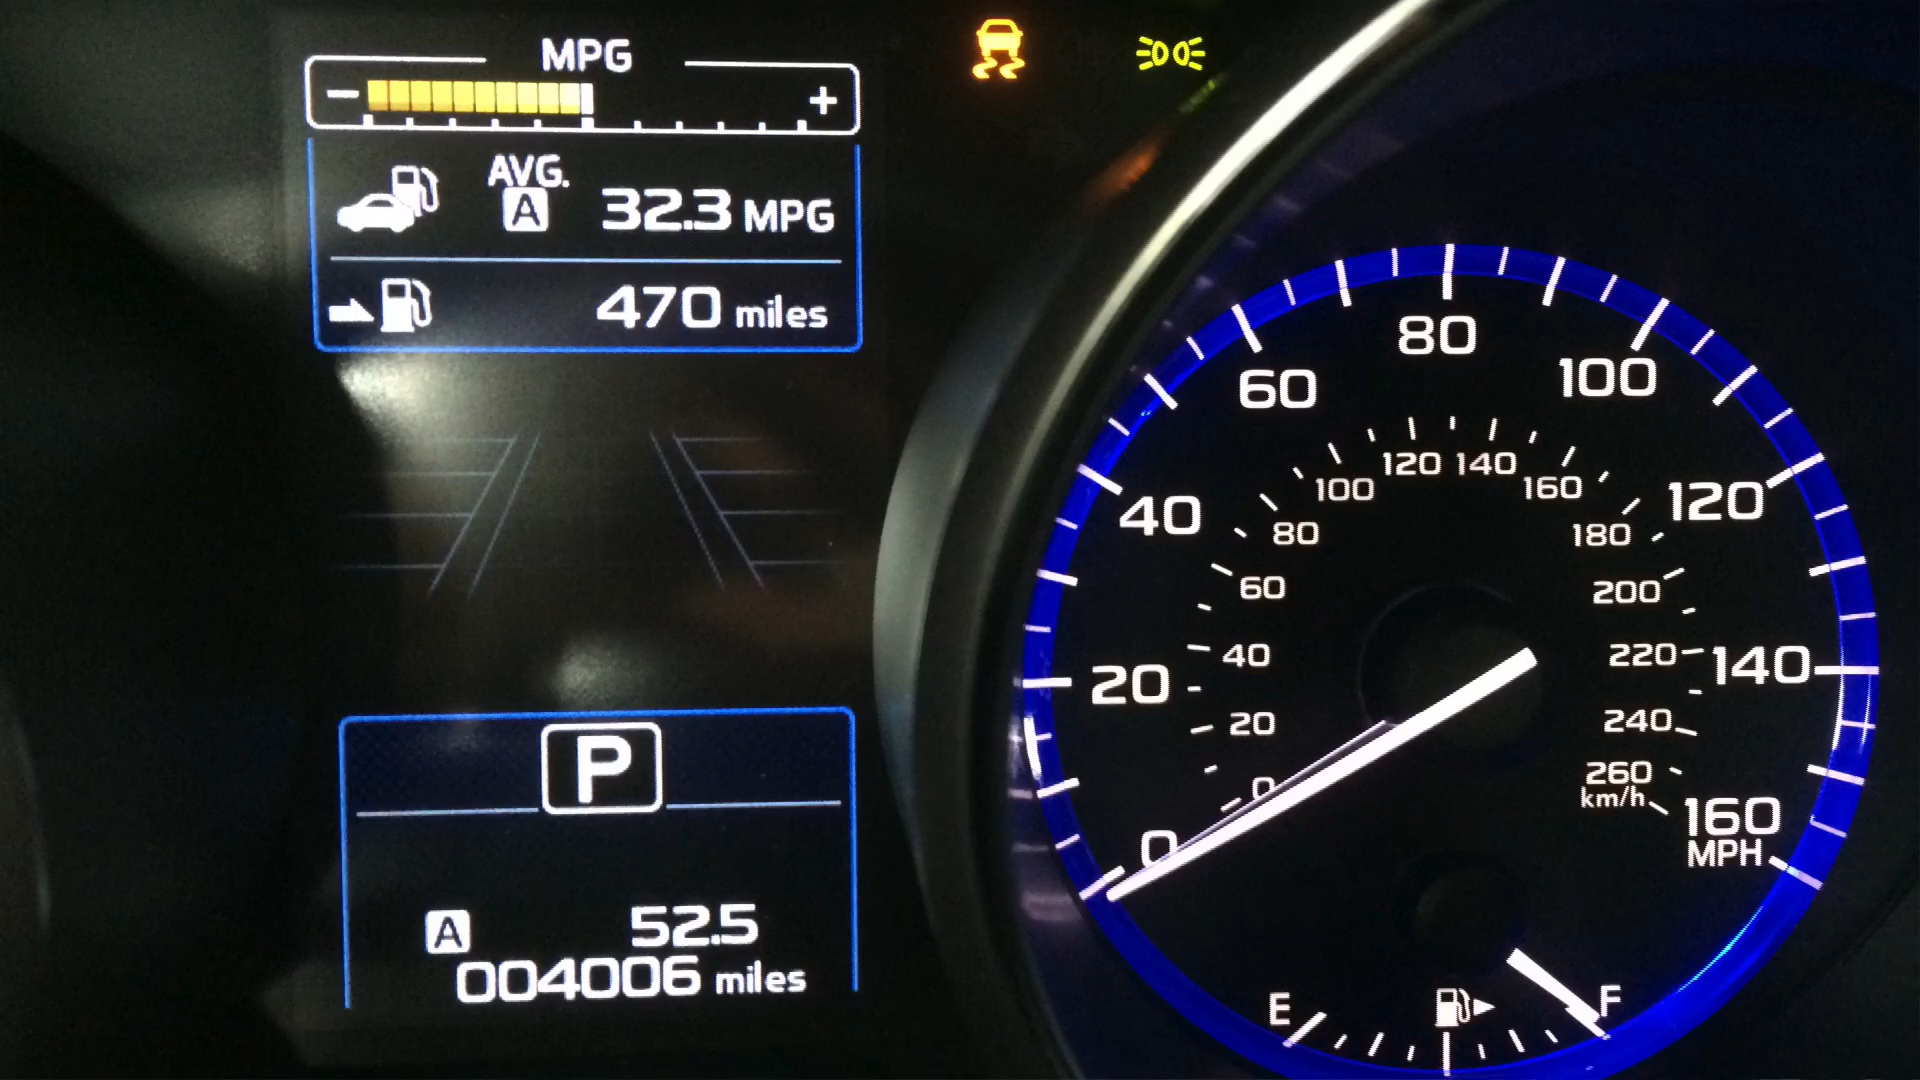 MPG
− +
AVG.
A 32.3 MPG
470 miles
P
A 52.5
004006 miles
0 20 40 60 80 100 120 140 160
MPH
0 20 40 60 80 100 120 140 160 180 200 220 240 260
km/h
E F